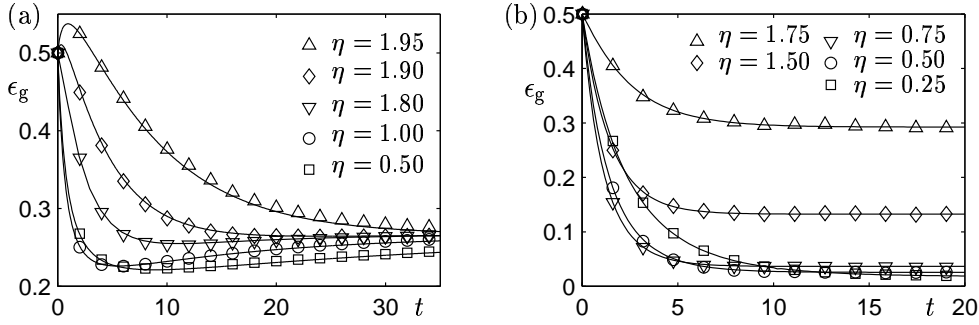 (a)
0.5
0.4
0.3
0.2
ϵg
0
10
20
30
t
η = 1.95
η = 1.90
η = 1.80
η = 1.00
η = 0.50
(b)
0.5
0.4
0.3
0.2
0.1
0
ϵg
0
5
10
15
20
t
η = 1.75
η = 1.50
η = 0.75
η = 0.50
η = 0.25